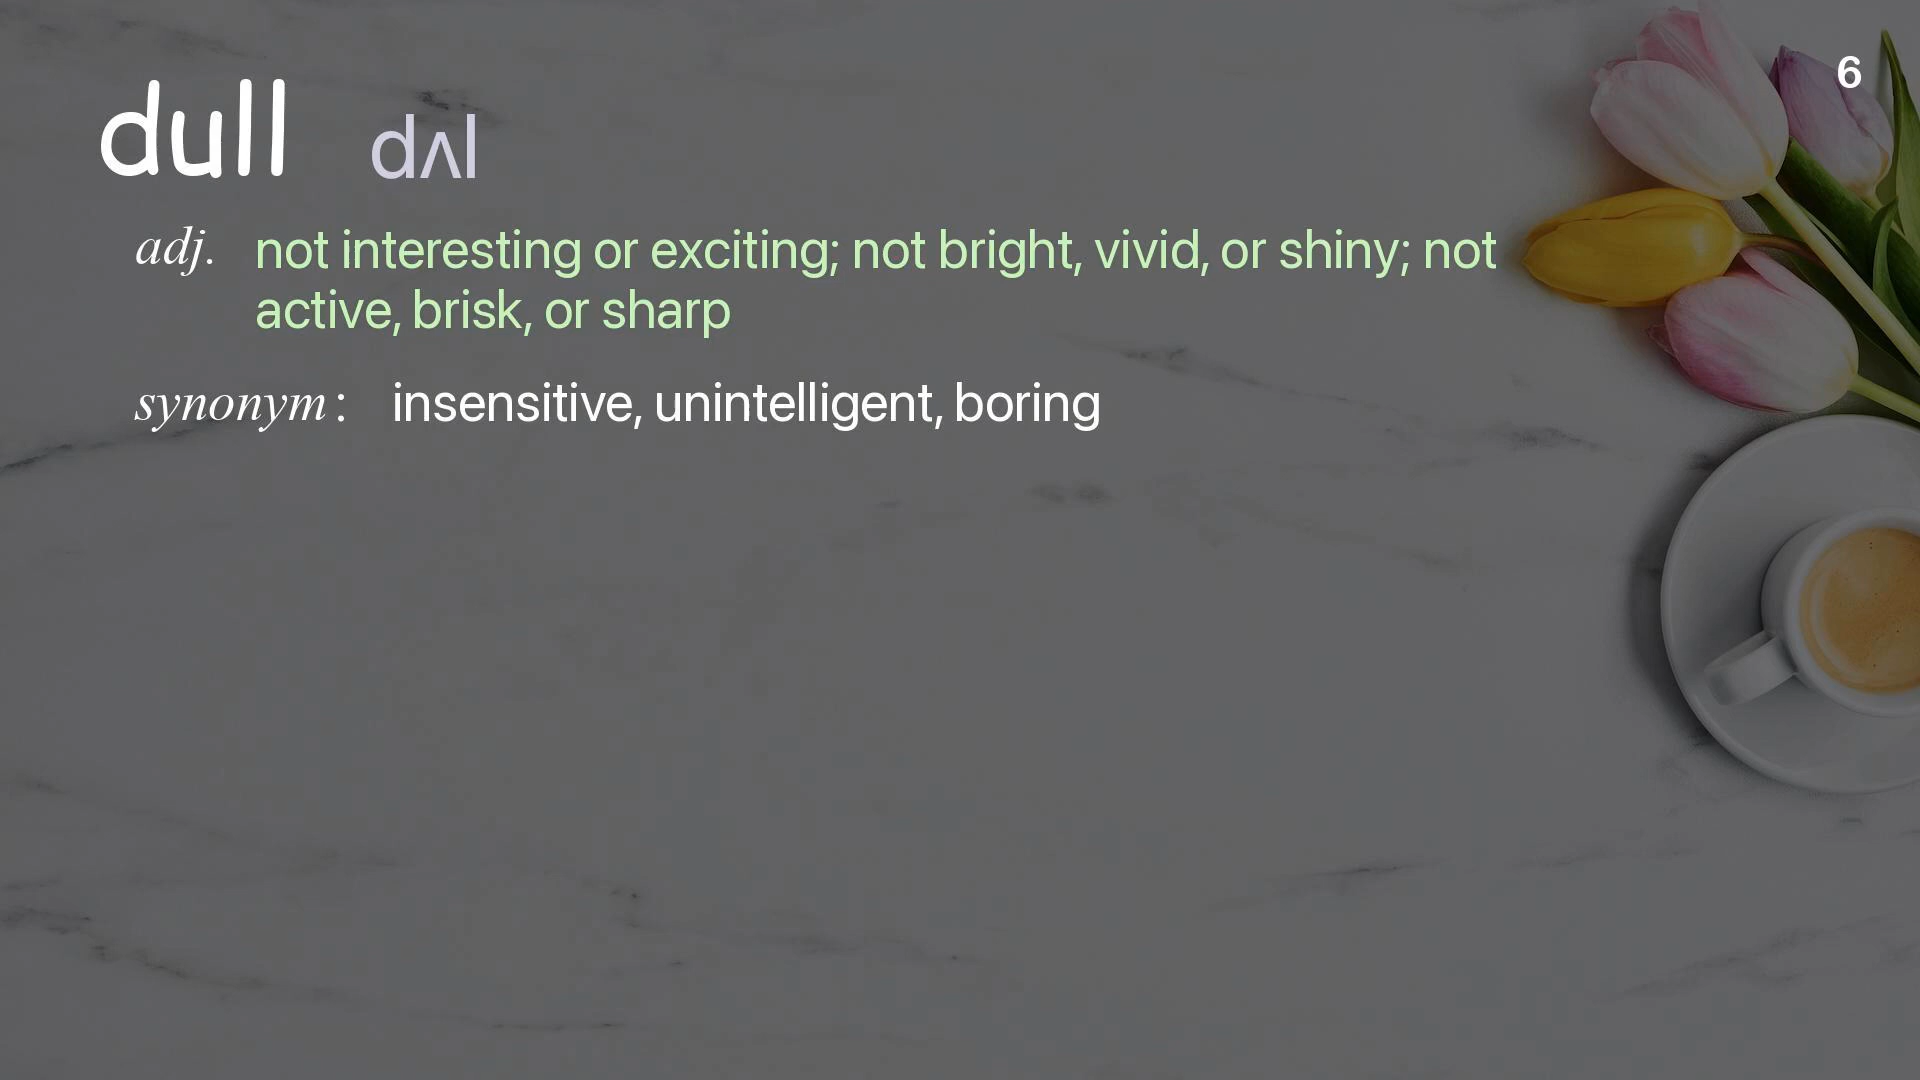 6
dull dʌl
adj. not interesting or exciting; not bright, vivid, or shiny; not
active, brisk, or sharp
synonym : insensitive, unintelligent, boring